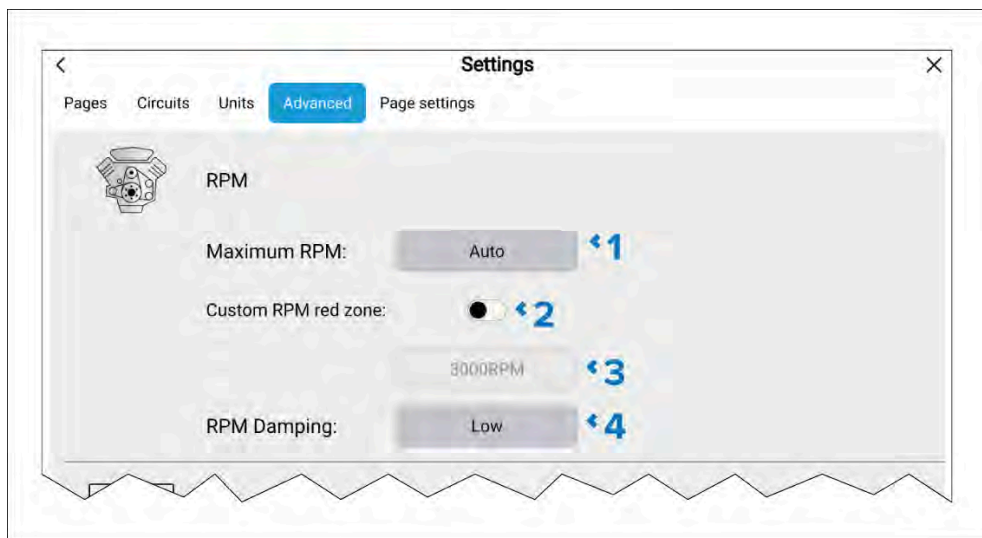 Settings
Pages Circuits Units Advanced Page settings
RPM
Maximum RPM: Auto 1
Custom RPM red zone: 2
3000RPM 3
RPM Damping: Low 4